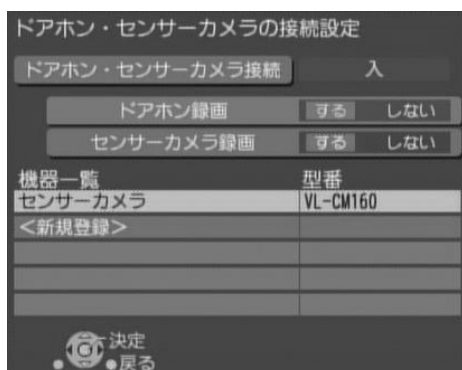 ドアホン・センサーカメラの接続設定
ドアホン・センサーカメラ接続 入
ドアホン録画 する しない
センサーカメラ録画 する しない
機器一覧 型番
センサーカメラ VL-CM160
<新規登録>
決定
戻る